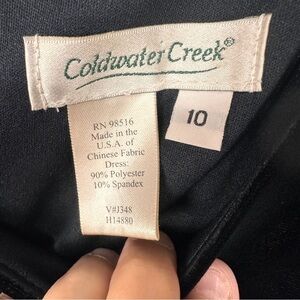 Coldwater Creek®
10
RN 98516
Made in the
U.S.A. of
Chinese Fabric
Dress:
90% Polyester
10% Spandex
V#J348
H14880